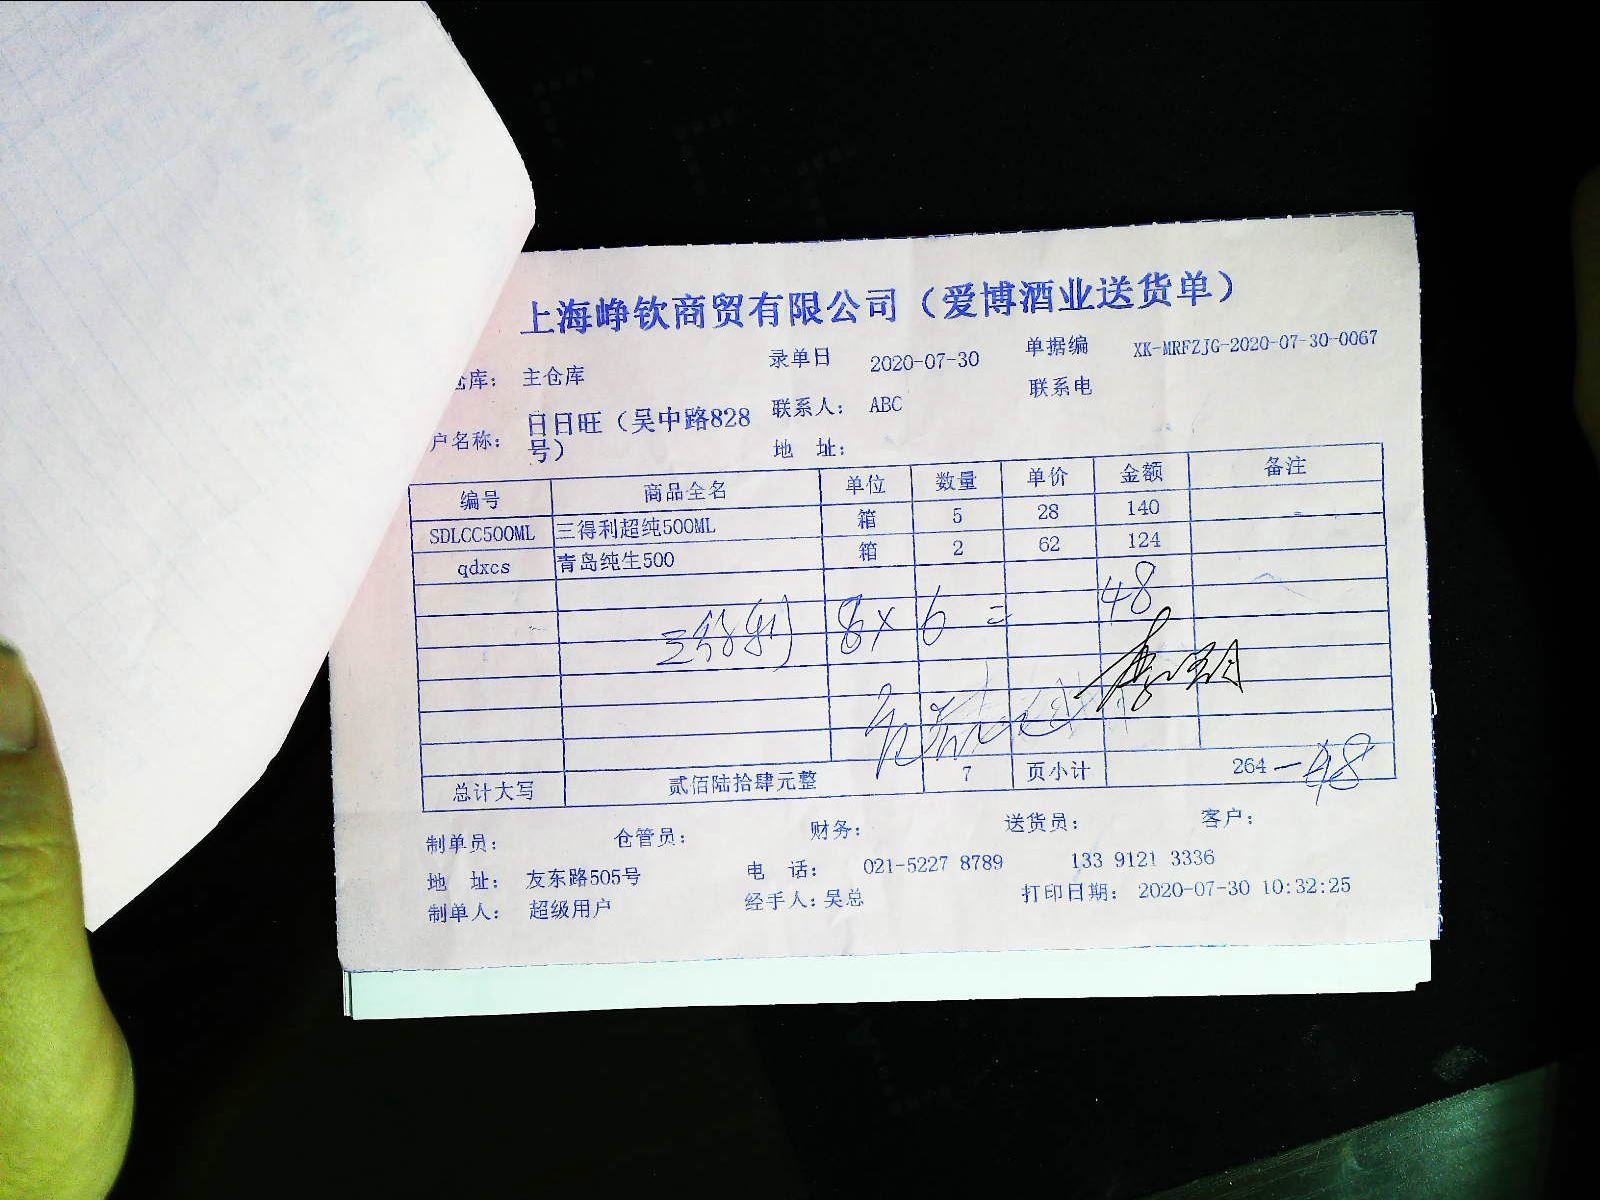 上海峥钦商贸有限公司（爱博酒业送货单）
仓库： 主仓库 录单日 2020-07-30 单据编 XK-MRFZJG-2020-07-30-0067
户名称： 日日旺（吴中路828号） 联系人： ABC 联系电
地 址：
编号 商品全名 单位 数量 单价 金额 备注
SDLCC500ML 三得利超纯500ML 箱 5 28 140
qdxcs 青岛纯生500 箱 2 62 124
三得利 8× 6 = 48
总计大写 贰佰陆拾肆元整 7 页小计 264 -48
制单员： 仓管员： 财务： 送货员： 客户：
地 址： 友东路505号 电 话： 021-5227 8789 133 9121 3336
制单人： 超级用户 经手人：吴总 打印日期： 2020-07-30 10:32:25